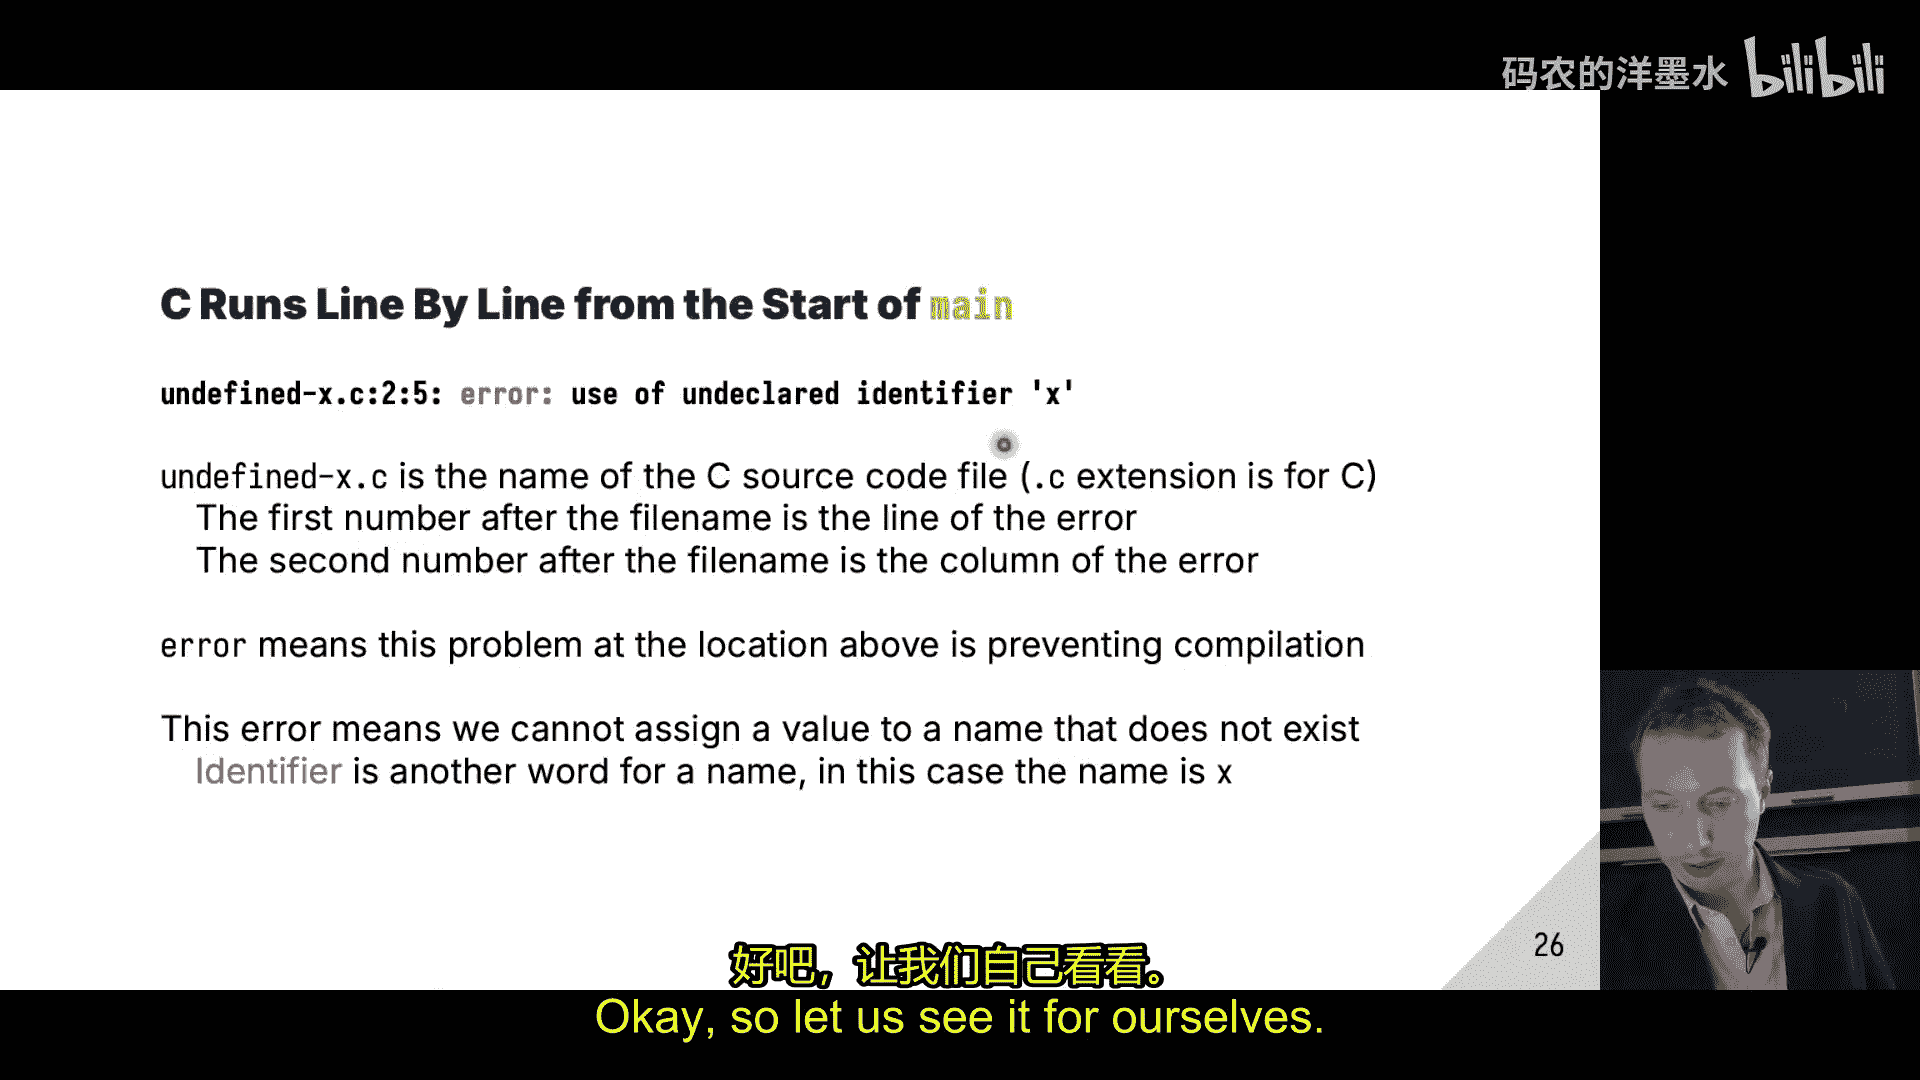 码农的洋墨水 bilibili
C Runs Line By Line from the Start of main
undefined-x.c:2:5: error: use of undeclared identifier 'x'
undefined-x.c is the name of the C source code file (.c extension is for C)
The first number after the filename is the line of the error
The second number after the filename is the column of the error
error means this problem at the location above is preventing compilation
This error means we cannot assign a value to a name that does not exist
Identifier is another word for a name, in this case the name is x
26
好吧，让我们自己看看。
Okay, so let us see it for ourselves.